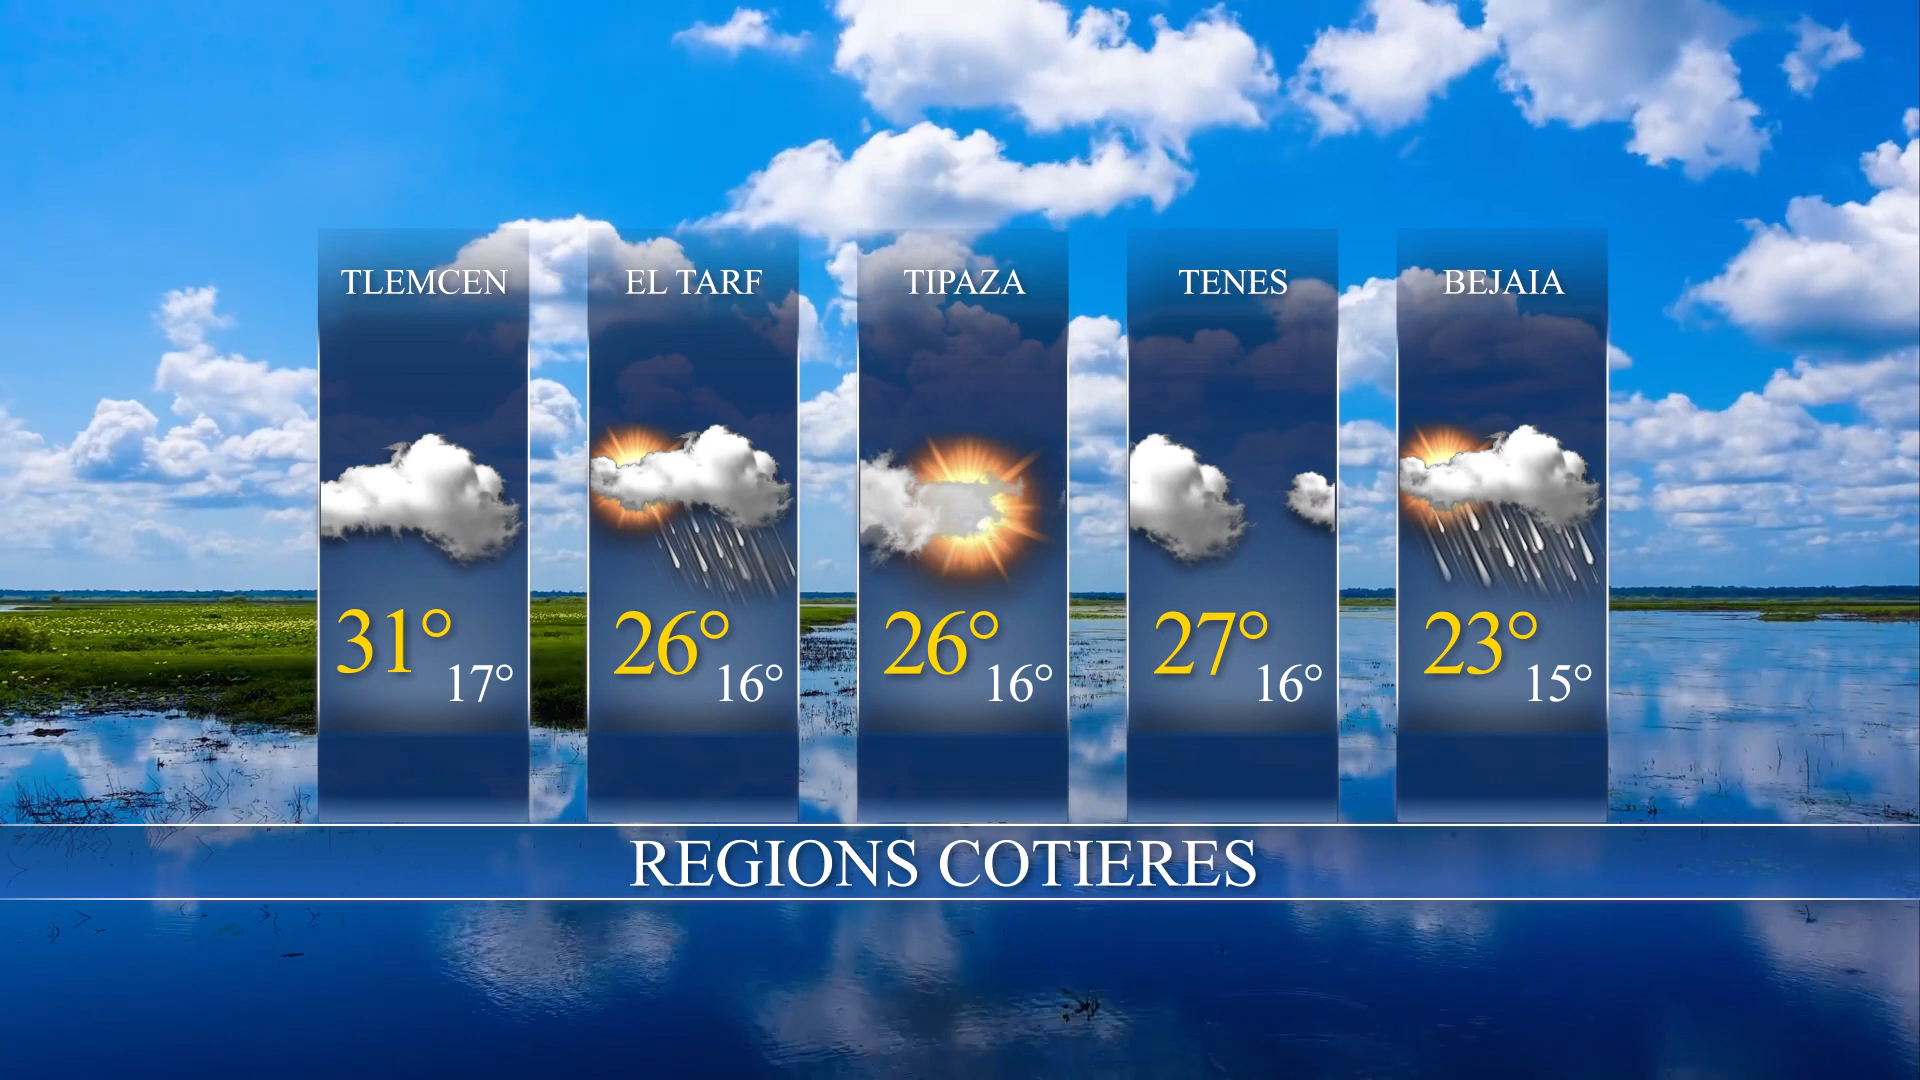 TLEMCEN
31°
17°
EL TARF
26°
16°
TIPAZA
26°
16°
TENES
27°
16°
BEJAIA
23°
15°
REGIONS COTIERES